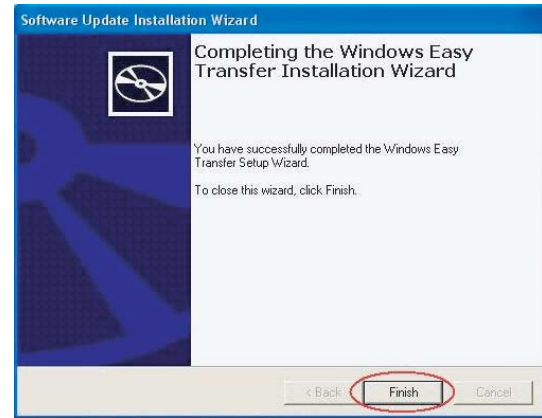 Software Update Installation Wizard
Completing the Windows Easy
Transfer Installation Wizard
You have successfully completed the Windows Easy
Transfer Setup Wizard.
To close this wizard, click Finish.
< Back
Finish
Cancel